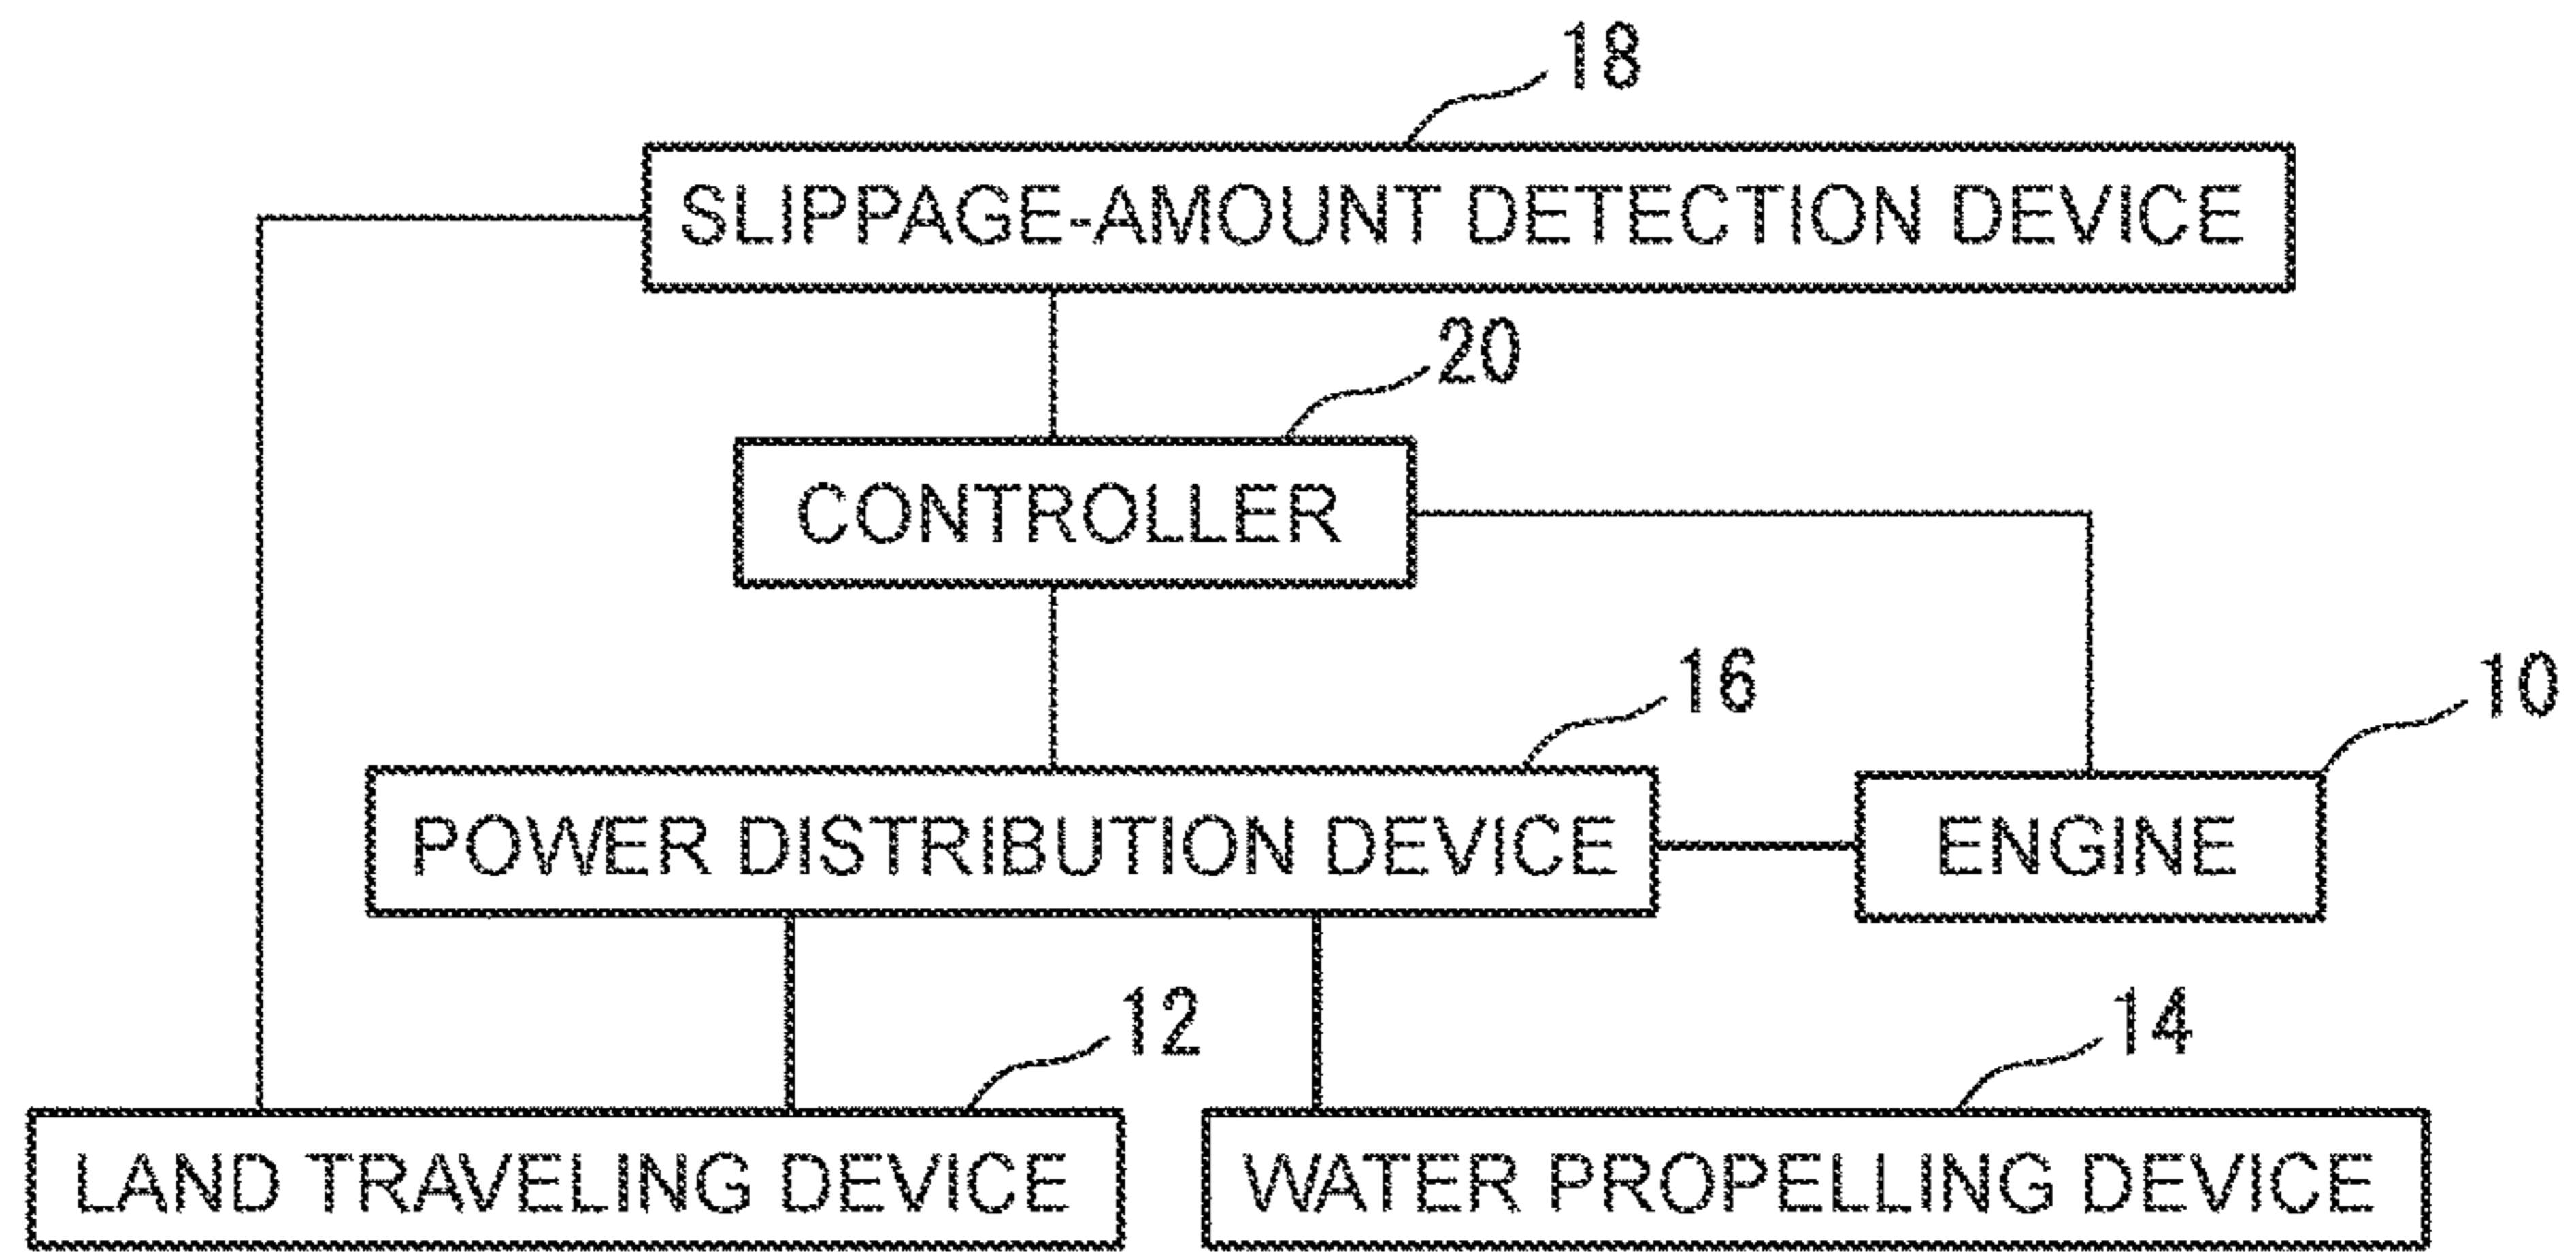 18
SLIPPAGE-AMOUNT DETECTION DEVICE
20
CONTROLLER
16
10
POWER DISTRIBUTION DEVICE
ENGINE
12
14
LAND TRAVELING DEVICE
WATER PROPELLING DEVICE